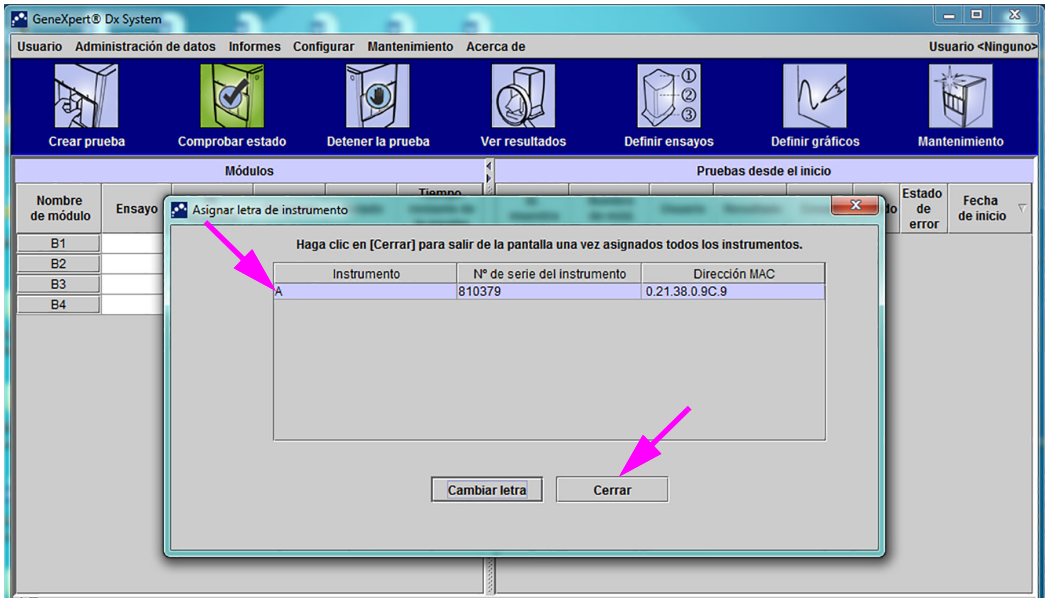 GeneXpert® Dx System
Usuario Administración de datos Informes Configurar Mantenimiento Acerca de Usuario <Ninguno>
Crear prueba Comprobar estado Detener la prueba Ver resultados Definir ensayos Definir gráficos Mantenimiento
1
2
3
Módulos Pruebas desde el inicio
Nombre de módulo Ensayo Tiempo Estado de error Fecha de inicio
B1
B2
B3
B4
Asignar letra de instrumento
Haga clic en [Cerrar] para salir de la pantalla una vez asignados todos los instrumentos.
Instrumento Nº de serie del instrumento Dirección MAC
A 810379 0.21.38.0.9C.9
Cambiar letra Cerrar